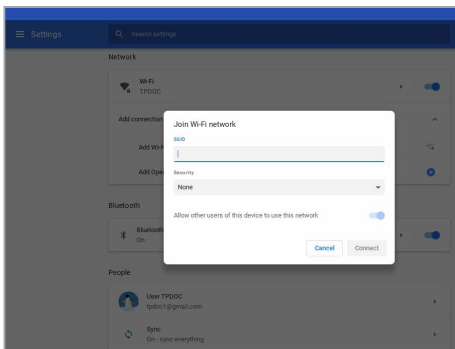 Settings
Search settings
Network
Wi-Fi
TPDOC
Add connection
Join Wi-Fi network
SSID
Add Wi-F
Security
None
Add Ope
Allow other users of this device to use this network
Bluetooth
Bluetooth
On
Cancel Connect
People
User TPDOC
tpdoc1@gmail.com
Sync
On - sync everything